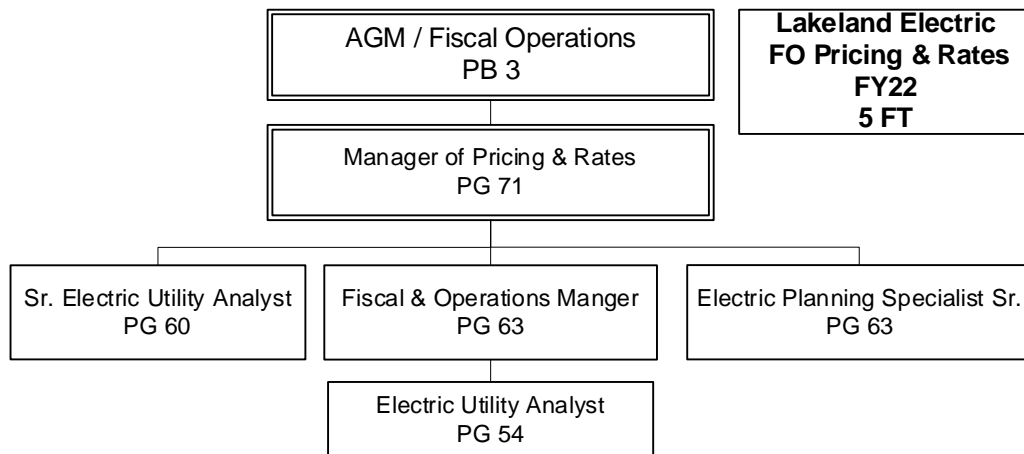 AGM / Fiscal Operations
PB 3
Lakeland Electric
FO Pricing & Rates
FY22
5 FT
Manager of Pricing & Rates
PG 71
Sr. Electric Utility Analyst
PG 60
Fiscal & Operations Manger
PG 63
Electric Planning Specialist Sr.
PG 63
Electric Utility Analyst
PG 54